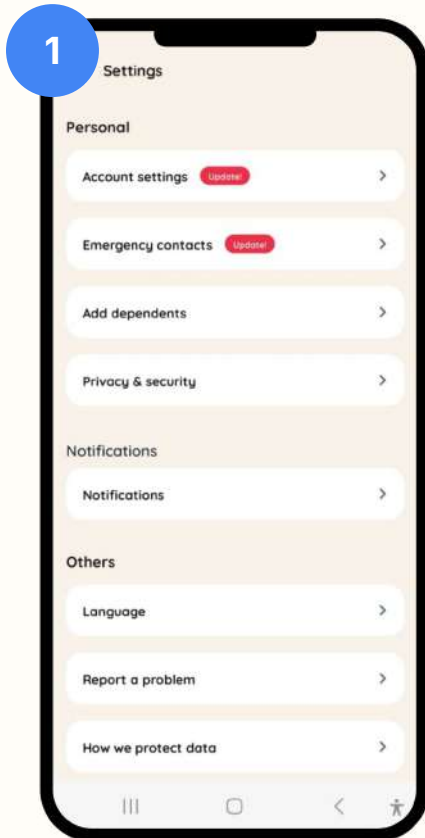 1
Settings
Personal
Account settings Update!
Emergency contacts Update!
Add dependents
Privacy & security
Notifications
Notifications
Others
Language
Report a problem
How we protect data